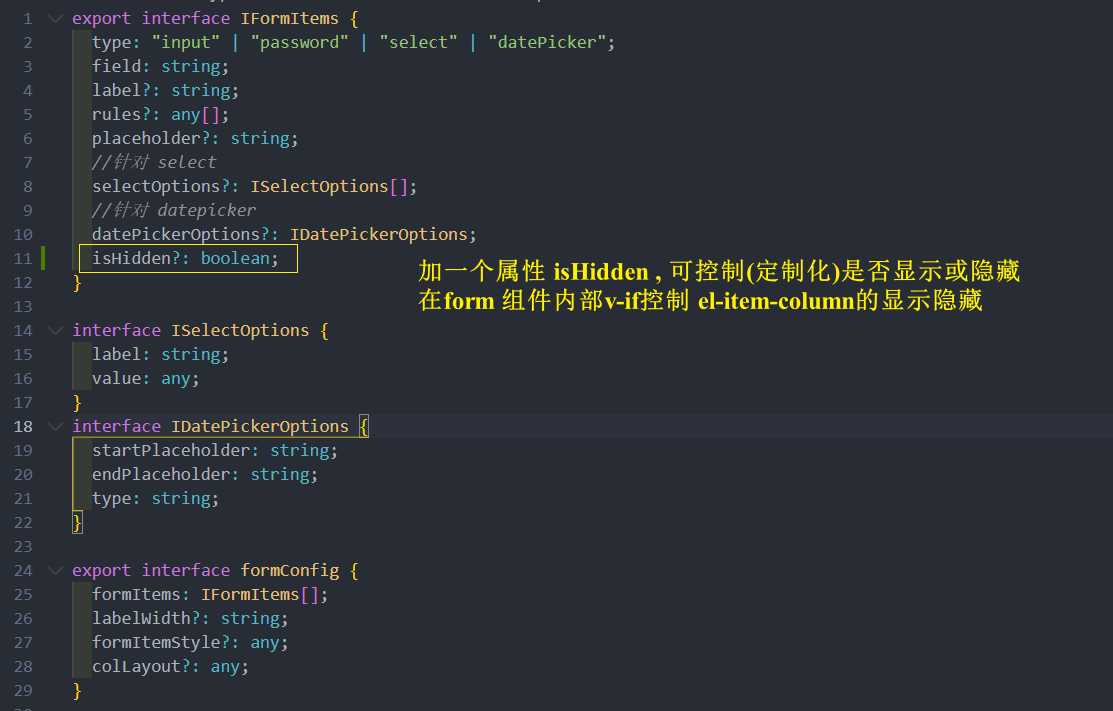 1 export interface IFormItems {
2 type: "input" | "password" | "select" | "datePicker";
3 field: string;
4 label?: string;
5 rules?: any[];
6 placeholder?: string;
7 //针对 select
8 selectOptions?: ISelectOptions[];
9 //针对 datepicker
10 datePickerOptions?: IDatePickerOptions;
11 isHidden?: boolean;
加一个属性 isHidden , 可控制(定制化)是否显示或隐藏
12 }
在form 组件内部v-if控制 el-item-column的显示隐藏
13
14 interface ISelectOptions {
15 label: string;
16 value: any;
17 }
18 interface IDatePickerOptions {
19 startPlaceholder: string;
20 endPlaceholder: string;
21 type: string;
22 }
23
24 export interface formConfig {
25 formItems: IFormItems[];
26 labelWidth?: string;
27 formItemStyle?: any;
28 colLayout?: any;
29 }